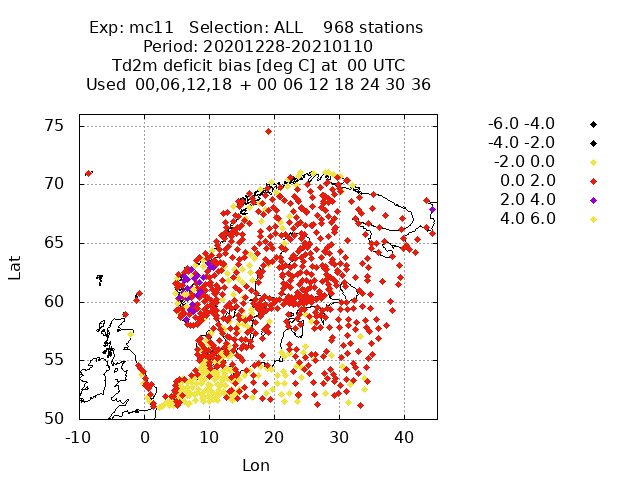 Exp: mc11 Selection: ALL 968 stations
Period: 20201228-20210110
Td2m deficit bias [deg C] at 00 UTC
Used 00,06,12,18 + 00 06 12 18 24 30 36
-6.0 -4.0
-4.0 -2.0
-2.0 0.0
0.0 2.0
2.0 4.0
4.0 6.0
75
70
65
60
55
50
Lat
-10 0 10 20 30 40
Lon